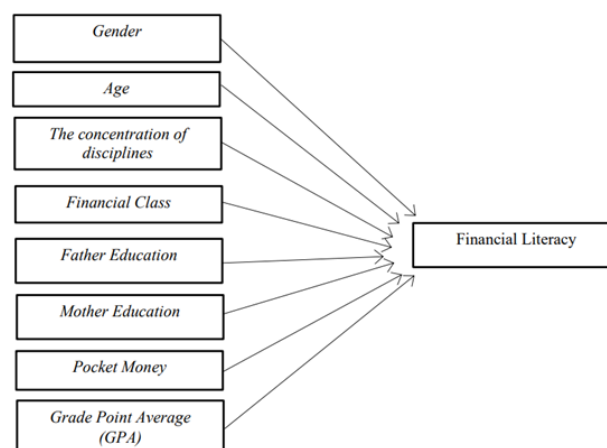 Gender
Age
The concentration of
disciplines
Financial Class
Father Education
Mother Education
Pocket Money
Grade Point Average
(GPA)
Financial Literacy